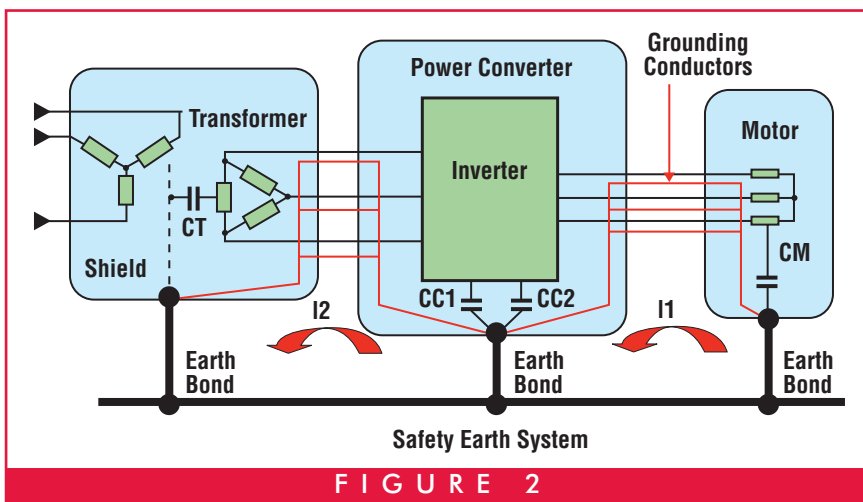 Grounding
Conductors
Power Converter
Transformer
Motor
Inverter
CT
Shield
CM
CC1
CC2
I2
I1
Earth
Bond
Earth
Bond
Earth
Bond
Safety Earth System
FIGURE 2